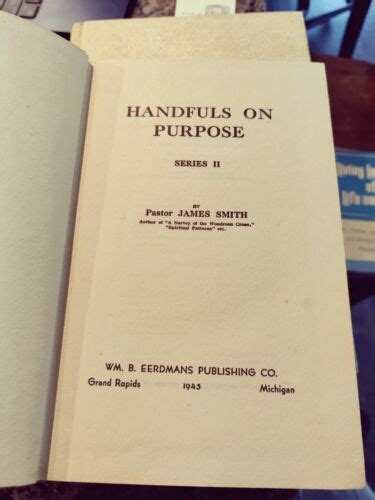 HANDFULS ON
PURPOSE
SERIES II
BY
Pastor JAMES SMITH
Author of "A Survey of the Wondrous Cross,"
"Spiritual Patterns" etc.
WM. B. EERDMANS PUBLISHING CO.
Grand Rapids 1945 Michigan
life